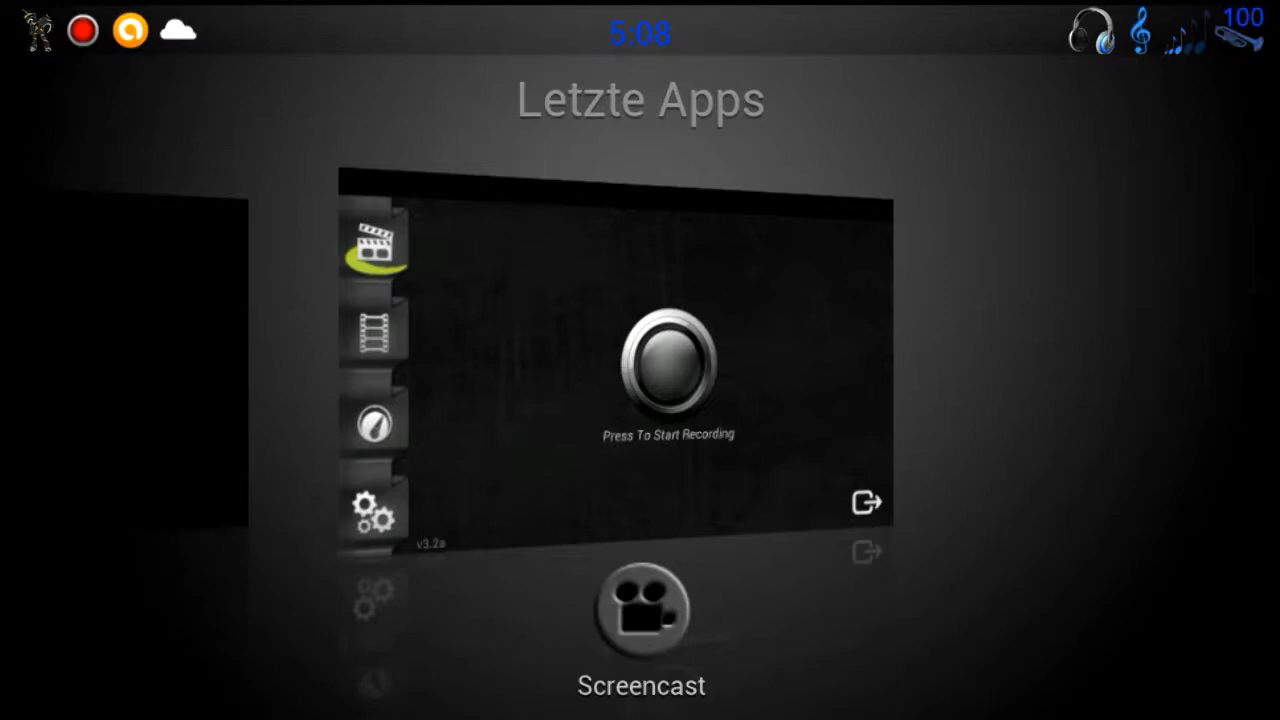 5:08
100
Letzte Apps
Press To Start Recording
v3.2a
Screencast